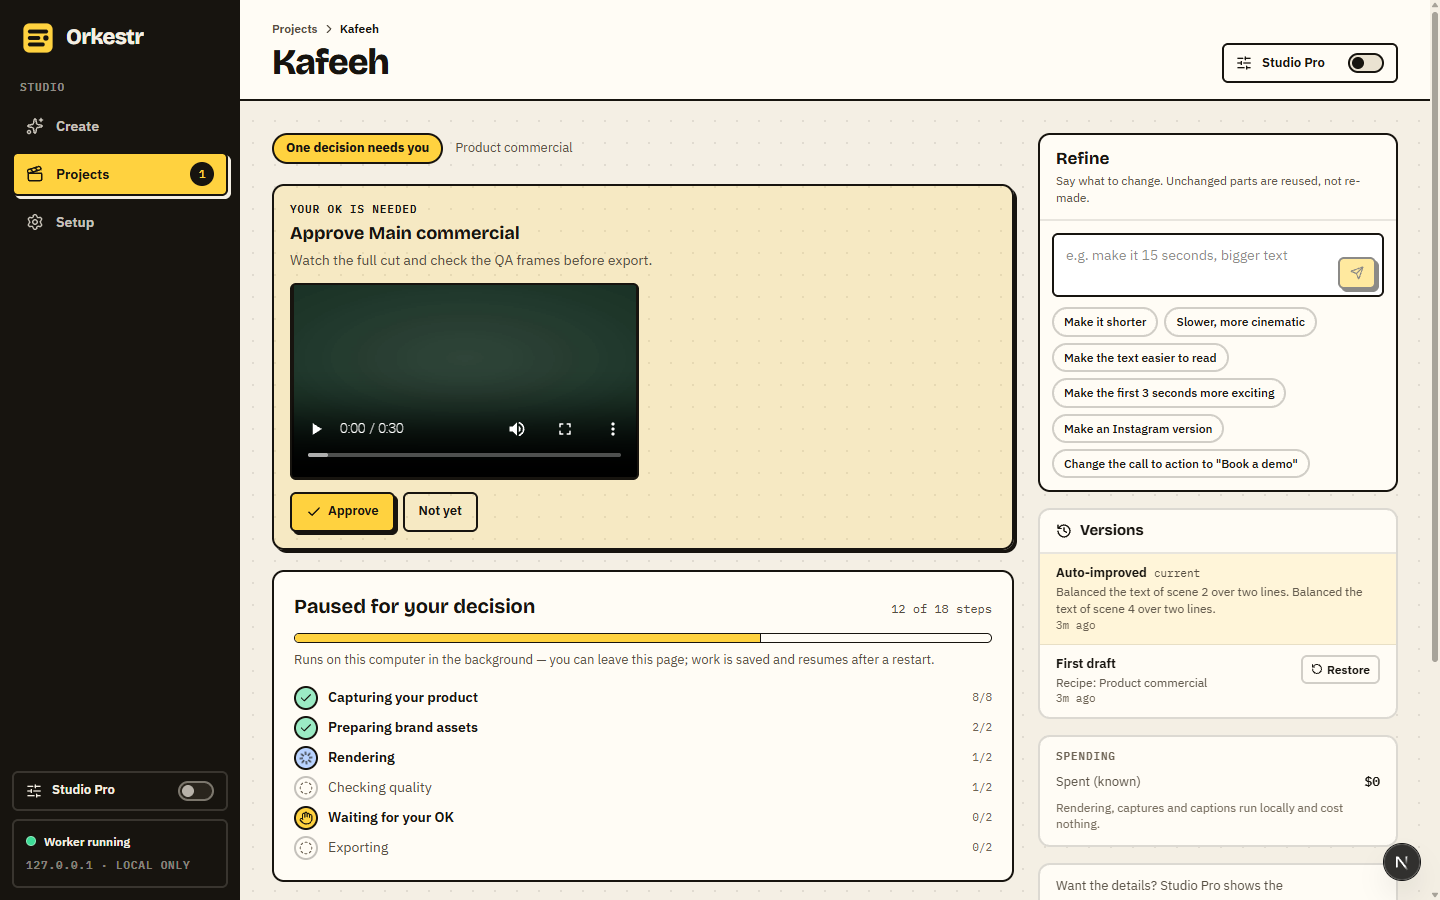 Orkestr
STUDIO
Create
Projects 1
Setup
Studio Pro
Worker running
127.0.0.1 · LOCAL ONLY
Projects > Kafeeh
Kafeeh
Studio Pro
One decision needs you
Product commercial
YOUR OK IS NEEDED
Approve Main commercial
Watch the full cut and check the QA frames before export.
0:00 / 0:30
Approve
Not yet
Paused for your decision
12 of 18 steps
Runs on this computer in the background — you can leave this page; work is saved and resumes after a restart.
Capturing your product 8/8
Preparing brand assets 2/2
Rendering 1/2
Checking quality 1/2
Waiting for your OK 0/2
Exporting 0/2
Refine
Say what to change. Unchanged parts are reused, not re-
made.
e.g. make it 15 seconds, bigger text
Make it shorter
Slower, more cinematic
Make the text easier to read
Make the first 3 seconds more exciting
Make an Instagram version
Change the call to action to "Book a demo"
Versions
Auto-improved current
Balanced the text of scene 2 over two lines. Balanced the
text of scene 4 over two lines.
3m ago
First draft
Restore
Recipe: Product commercial
3m ago
SPENDING
Spent (known) $0
Rendering, captures and captions run locally and cost
nothing.
N
Want the details? Studio Pro shows the